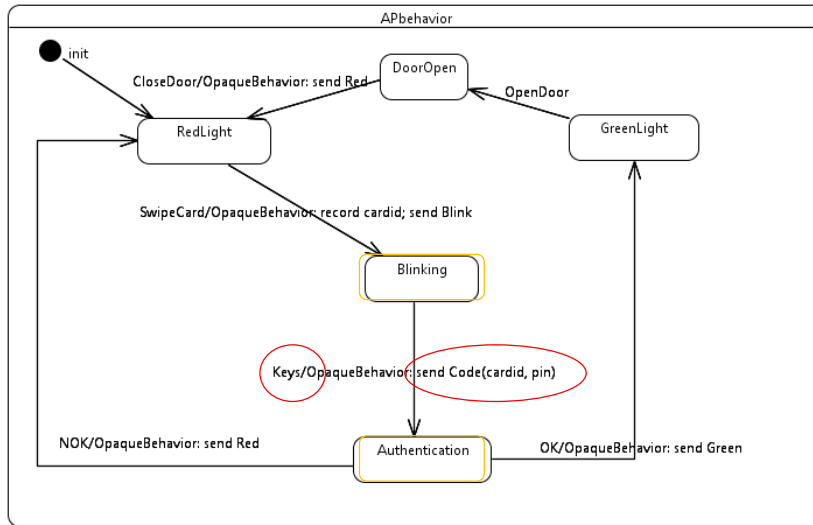 APbehavior
init
DoorOpen
CloseDoor/OpaqueBehavior: send Red
OpenDoor
RedLight
GreenLight
SwipeCard/OpaqueBehavior: record cardid; send Blink
Blinking
Keys/OpaqueBehavior: send Code(cardid, pin)
NOK/OpaqueBehavior: send Red
Authentication
OK/OpaqueBehavior: send Green